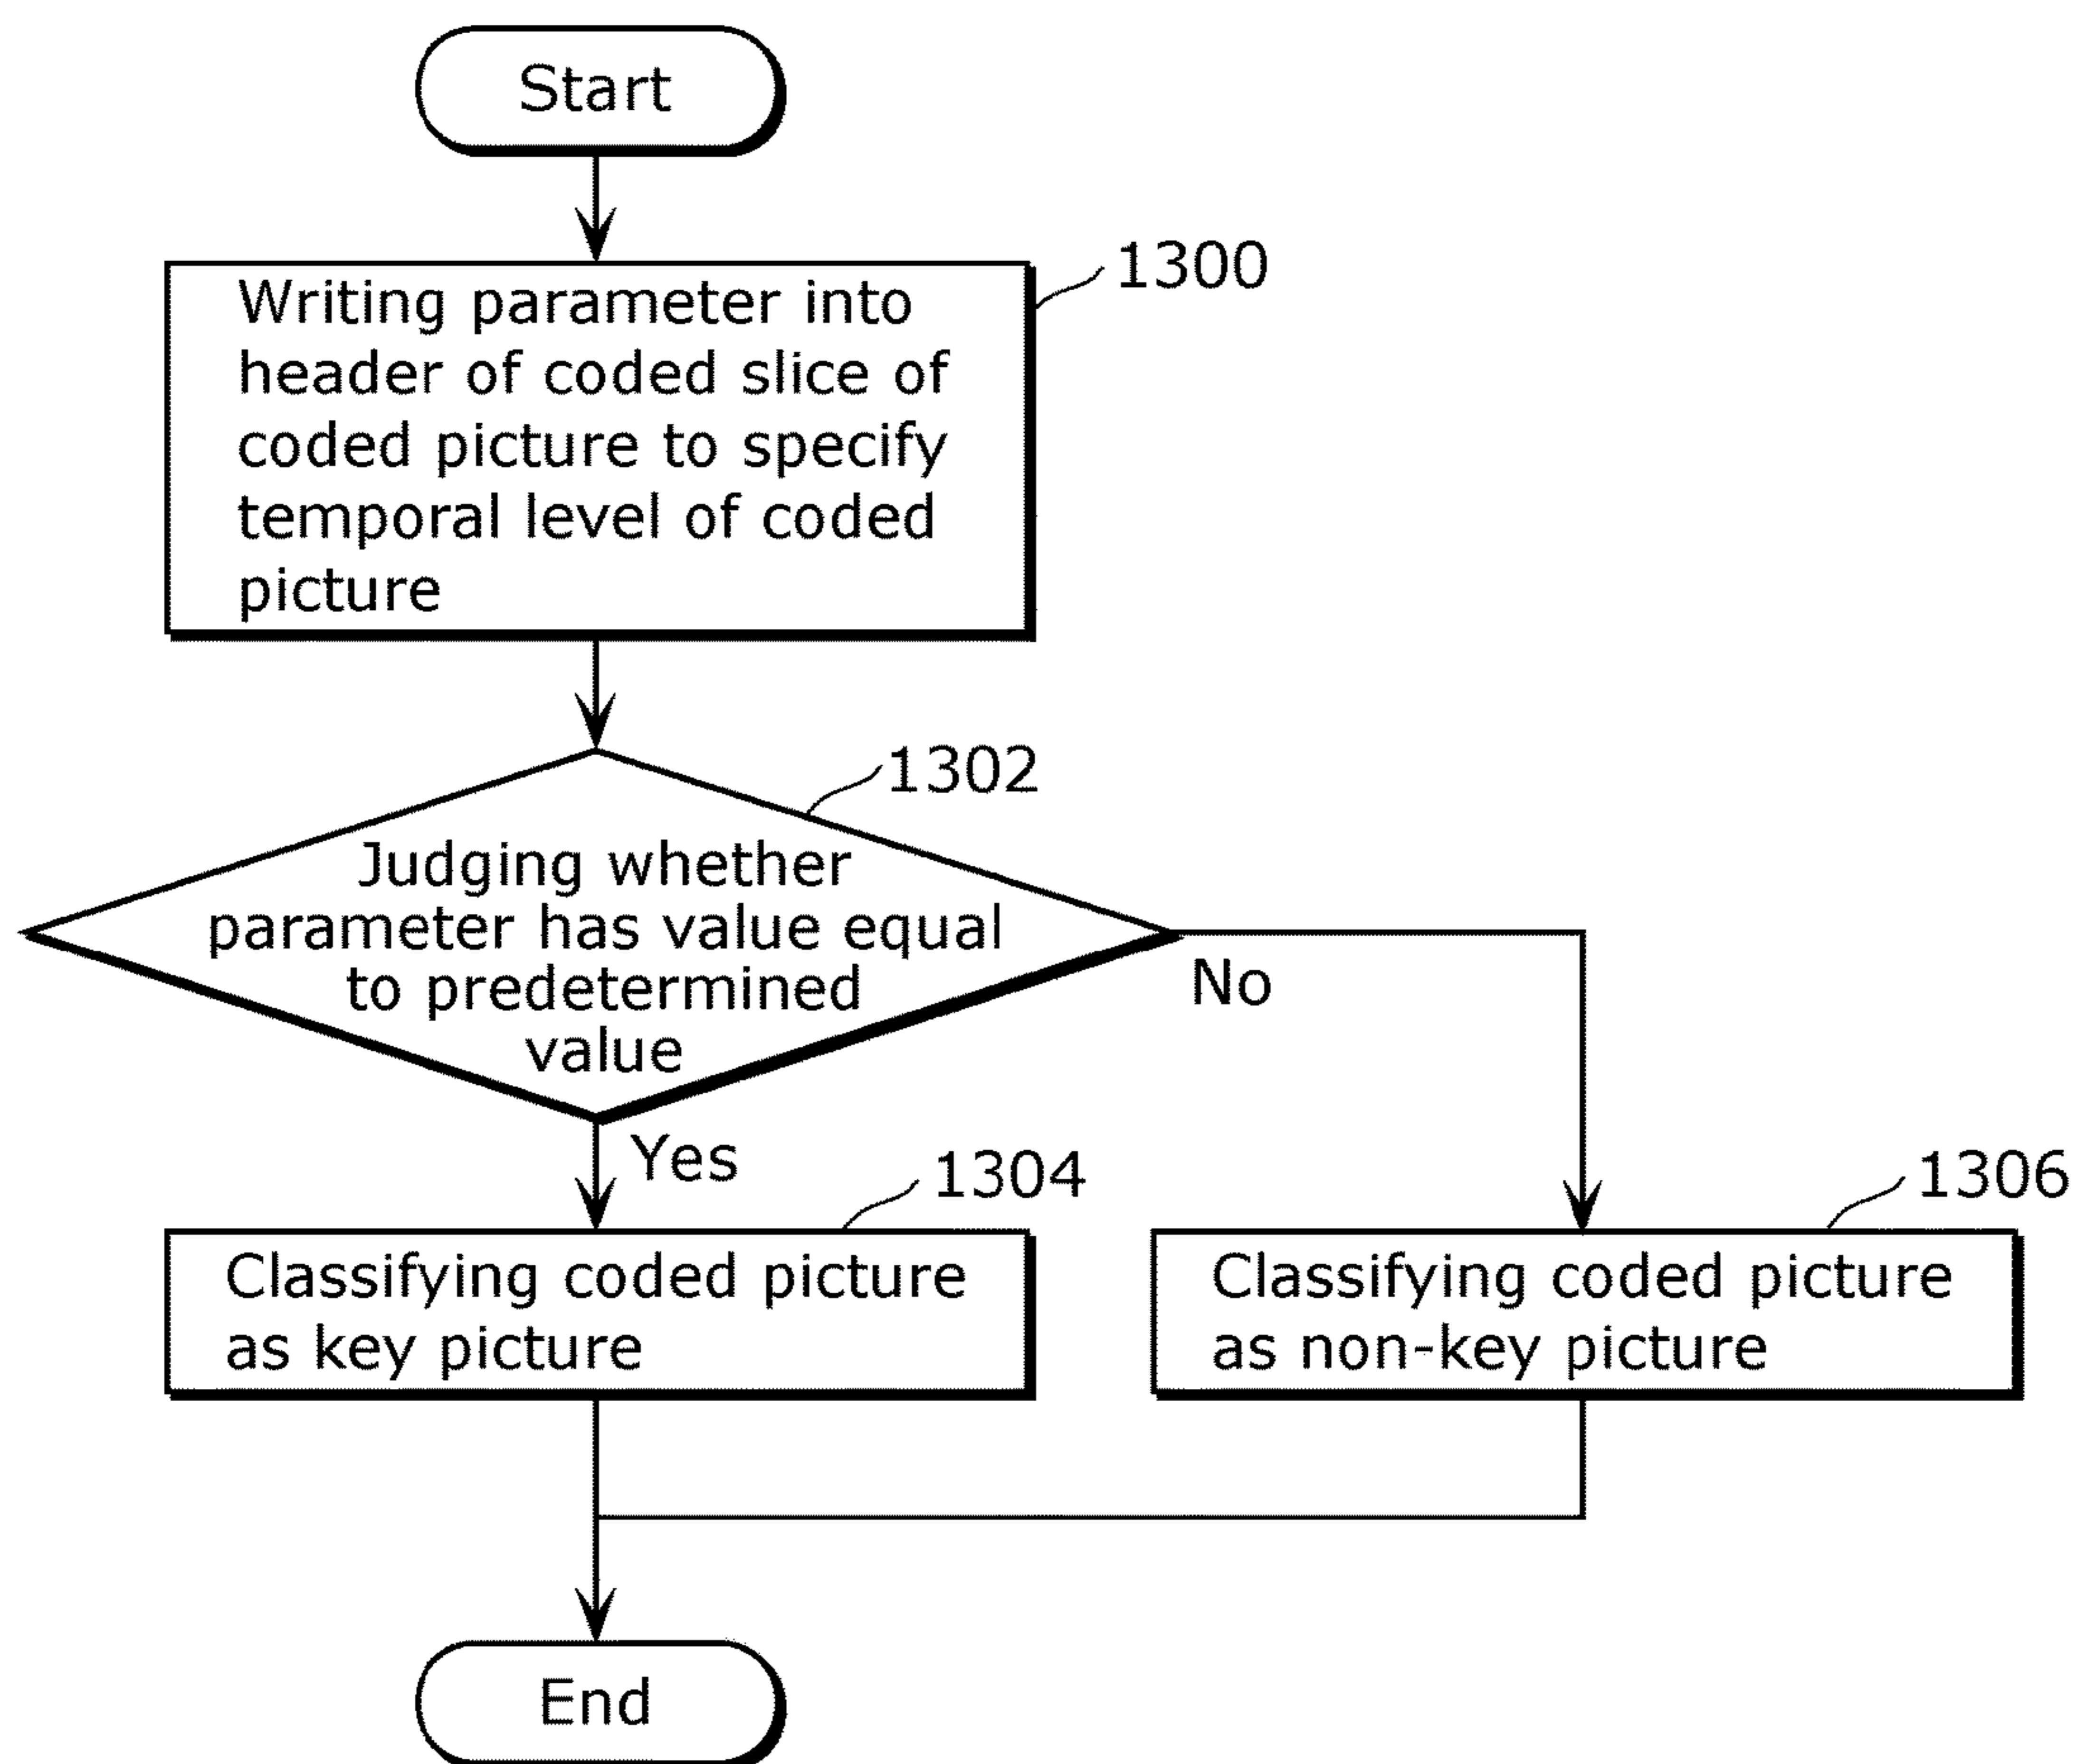 Start
1300
Writing parameter into
header of coded slice of
coded picture to specify
temporal level of coded
picture
1302
Judging whether
parameter has value equal
to predetermined
value
No
Yes
1304
Classifying coded picture
as key picture
1306
Classifying coded picture
as non-key picture
End